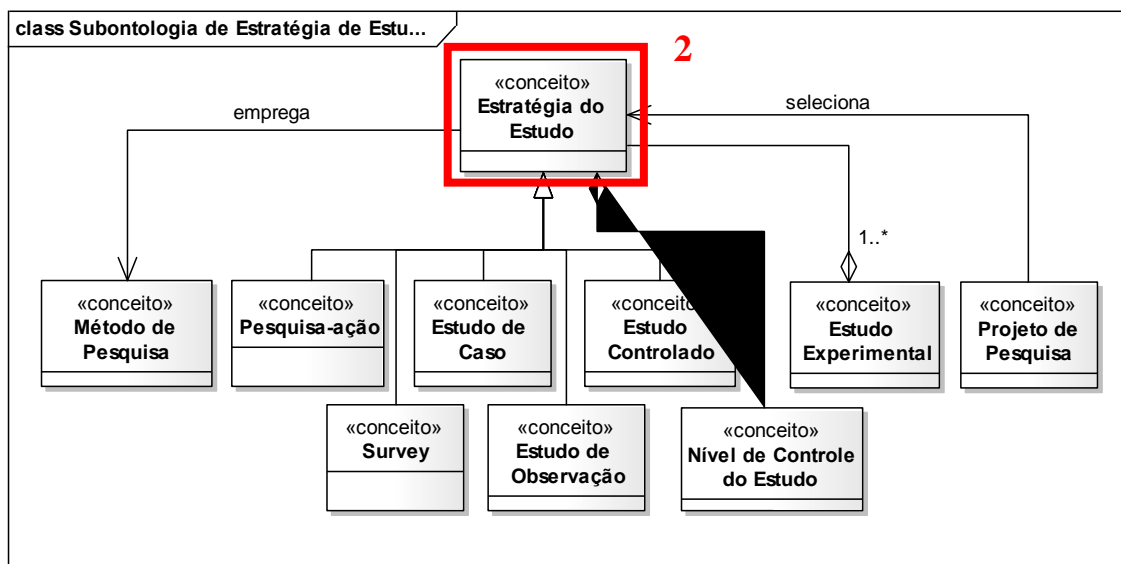 class Subontologia de Estratégia de Estu...
2
«conceito»
Estratégia do
Estudo
emprega
seleciona
1..*
«conceito»
Método de
Pesquisa
«conceito»
Pesquisa-ação
«conceito»
Estudo de
Caso
«conceito»
Estudo
Controlado
«conceito»
Estudo
Experimental
«conceito»
Projeto de
Pesquisa
«conceito»
Survey
«conceito»
Estudo de
Observação
«conceito»
Nível de Controle
do Estudo